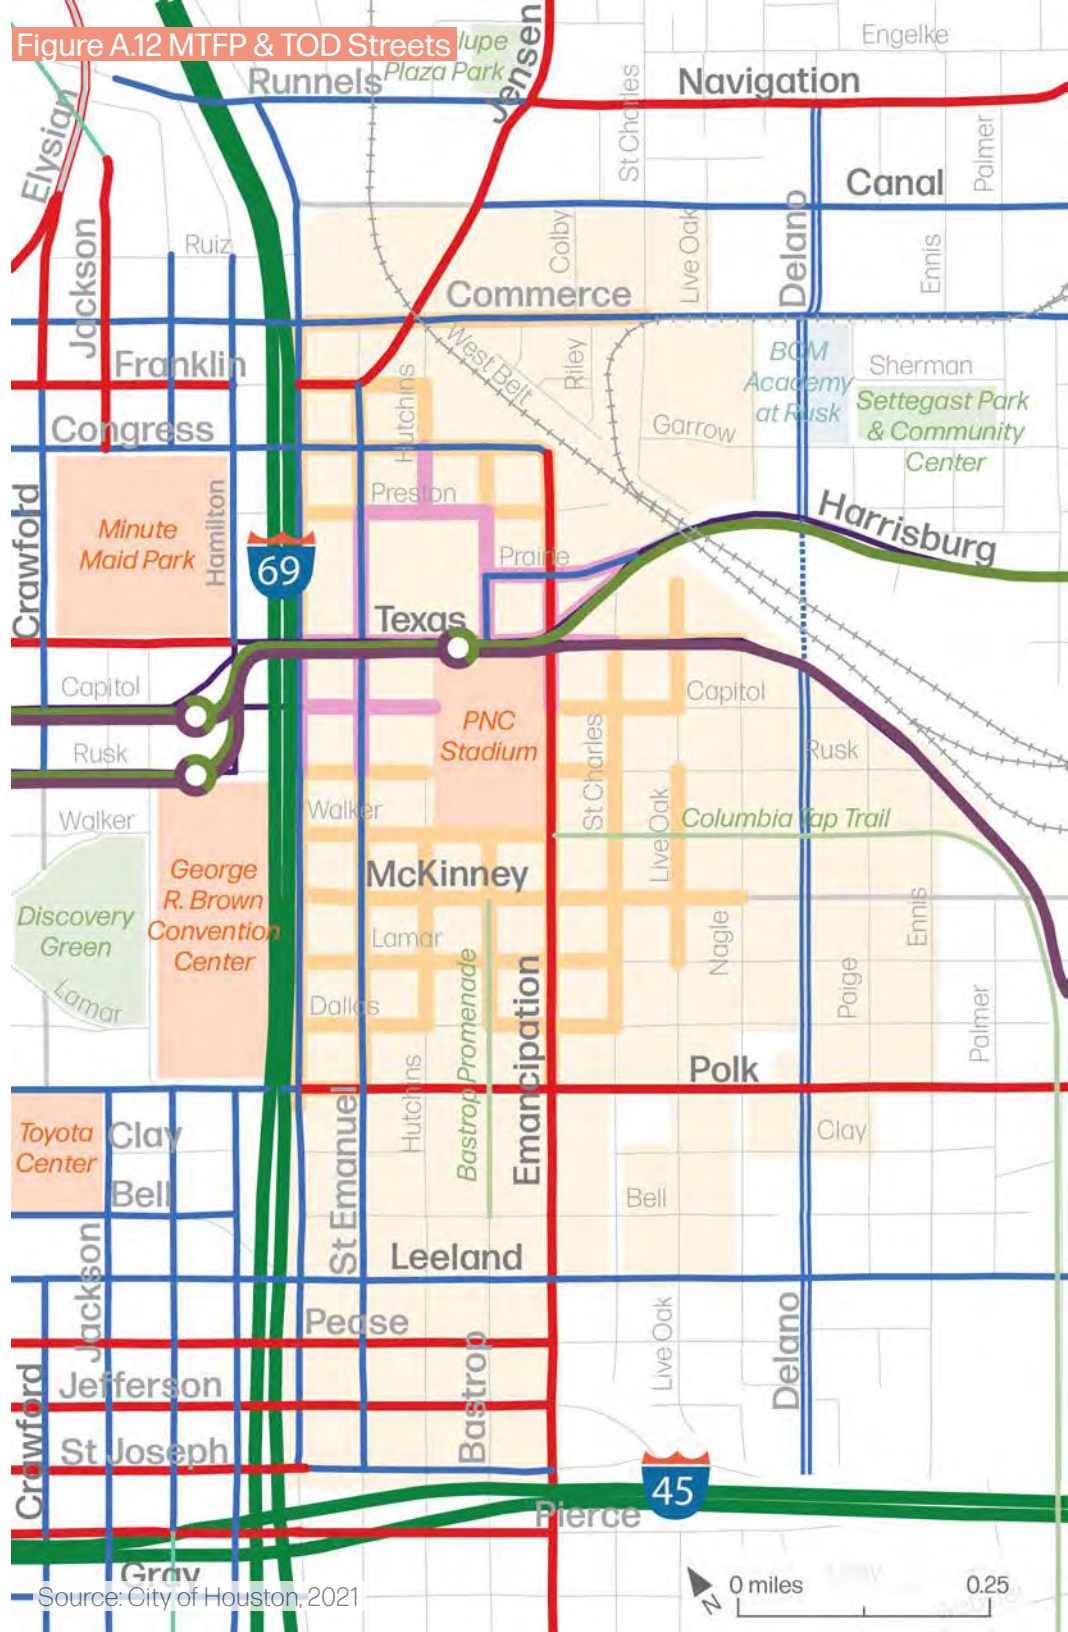 Figure A.12 MTFP & TOD Streets
lupe
Plaza Park
Jensen
Engelke
Runnels
Navigation
Elysian
St Charles
Palmer
Canal
Jackson
Ruiz
Colby
Live Oak
Delano
Ennis
Commerce
Franklin
West Belt
Riley
BCM
Academy
at Rusk
Sherman
Settegast Park
& Community
Center
Hutchins
Garrow
Congress
Crawford
Minute
Maid Park
Hamilton
Preston
69
Prairie
Harrisburg
Texas
Capitol
Capitol
PNC
Stadium
St Charles
Rusk
Rusk
Walker
Walker
Live Oak
Columbia Tap Trail
George
R. Brown
Convention
Center
McKinney
Discovery
Green
Lamar
Lamar
Nagle
Ennis
Dallas
Bastrop Promenade
Emancipation
Paige
Palmer
Polk
Hutchins
St Emanuel
Toyota
Center
Clay
Clay
Bell
Bell
Jackson
Leeland
Pease
Live Oak
Delano
Bastrop
Jefferson
Crawford
St Joseph
45
Pierce
Gray
Source: City of Houston, 2021
N
0 miles
0.25